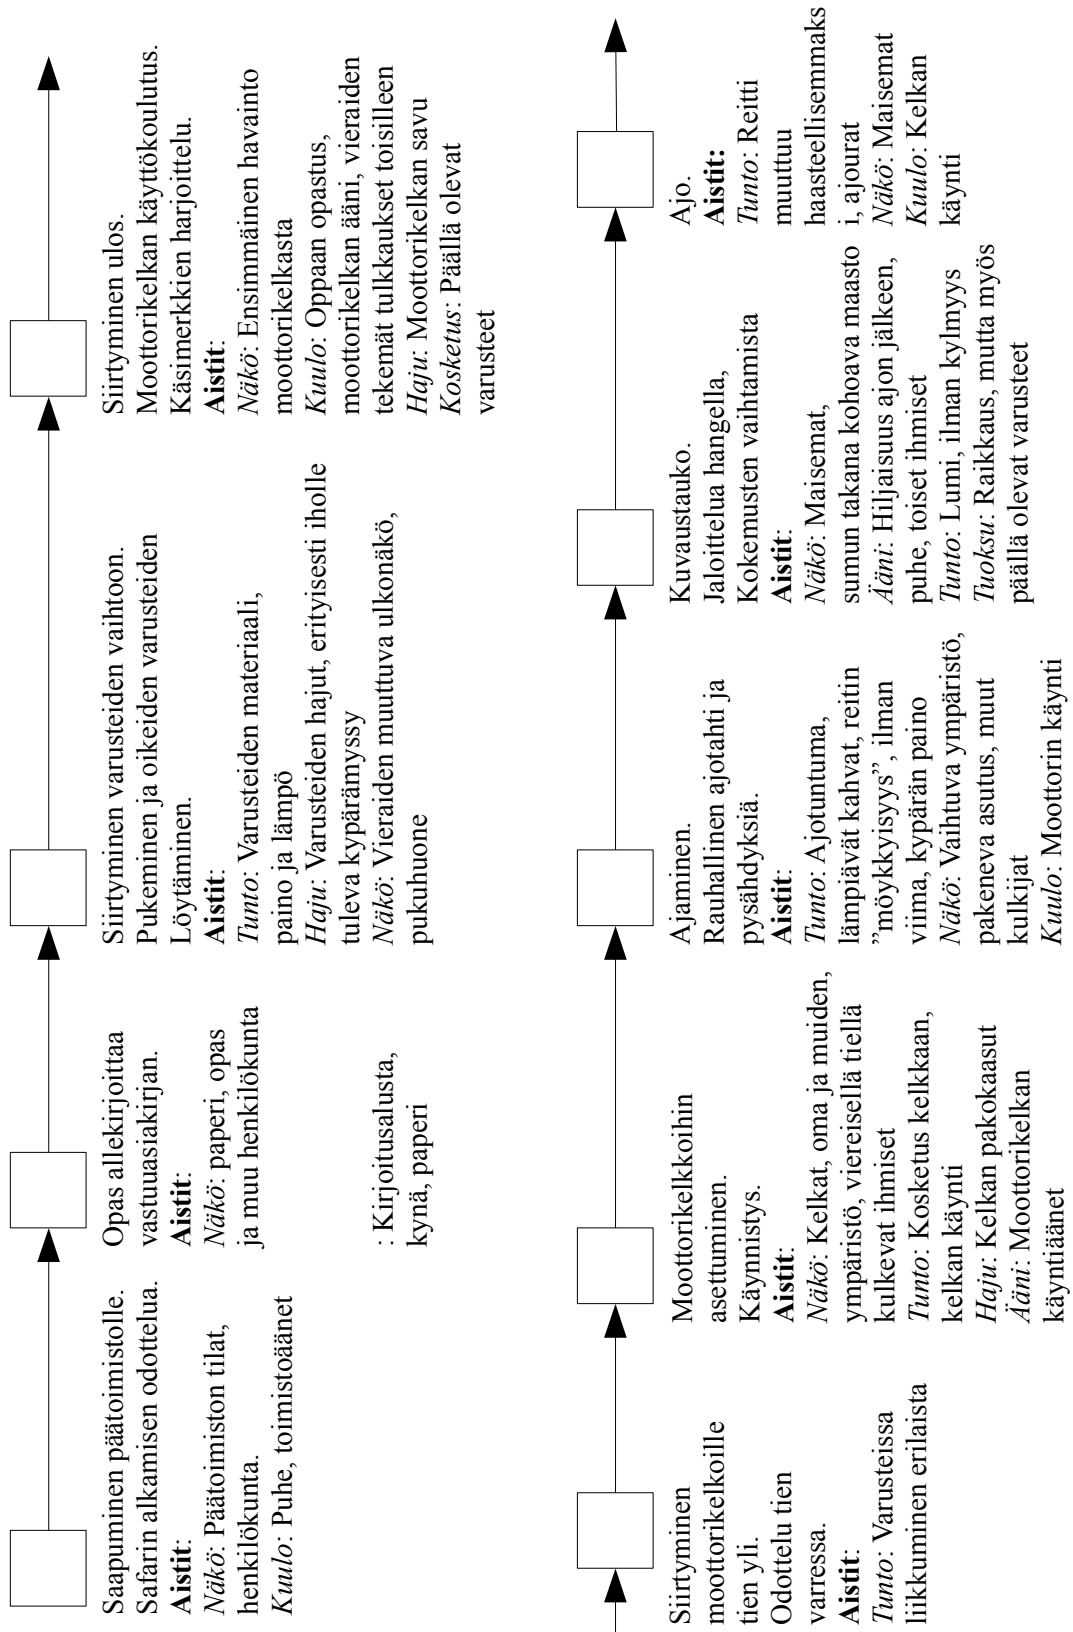 Saapuminen päätoimistolle.
Safarin alkamisen odottelua.
Aistit:
Näkö: Päätoimiston tilat,
henkilökunta.
Kuulo: Puhe, toimistoäänet
Opas allekirjoittaa
vastuuasiakirjan.
Aistit:
Näkö: paperi, opas
ja muu henkilökunta
: Kirjoitusalusta,
kynä, paperi
Siirtyminen varusteiden vaihtoon.
Pukeminen ja oikeiden varusteiden
Löytäminen.
Aistit:
Tunto: Varusteiden materiaali,
paino ja lämpö
Haju: Varusteiden hajut, erityisesti iholle
tuleva kypärämyssy
Näkö: Vieraiden muuttuva ulkonäkö,
pukuhuone
Siirtyminen ulos.
Moottorikelkan käyttökoulutus.
Käsimerkkien harjoittelu.
Aistit:
Näkö: Ensimmäinen havainto
moottorikelkasta
Kuulo: Oppaan opastus,
moottorikelkan ääni, vieraiden
tekemät tulkkaukset toisilleen
Haju: Moottorikelkan savu
Kosketus: Päällä olevat
varusteet
Siirtyminen
moottorikelkoille
tien yli.
Odottelu tien
varressa.
Aistit:
Tunto: Varusteissa
liikkuminen erilaista
Moottorikelkkoihin
asettuminen.
Käynnistys.
Aistit:
Näkö: Kelkat, oma ja muiden,
ympäristö, viereisellä tiellä
kulkevat ihmiset
Tunto: Kosketus kelkkaan,
kelkan käynti
Haju: Kelkan pakokaasut
Ääni: Moottorikelkan
käyntiäänet
Ajaminen.
Rauhallinen ajotahti ja
pysähdyksiä.
Aistit:
Tunto: Ajotuntuma,
lämpiävät kahvat, reitin
”möykkyisyys”, ilman
viima, kypärän paino
Näkö: Vaihtuva ympäristö,
pakeneva asutus, muut
kulkijat
Kuulo: Moottorin käynti
Kuvaustauko.
Jaloittelua hangella,
Kokemusten vaihtamista
Aistit:
Näkö: Maisemat,
sumun takana kohoava maasto
Ääni: Hiljaisuus ajon jälkeen,
puhe, toiset ihmiset
Tunto: Lumi, ilman kylmyys
Tuoksu: Raikkaus, mutta myös
päällä olevat varusteet
Ajo.
Aistit:
Tunto: Reitti
muuttuu
haasteellisemmaks
i, ajourat
Näkö: Maisemat
Kuulo: Kelkan
käynti